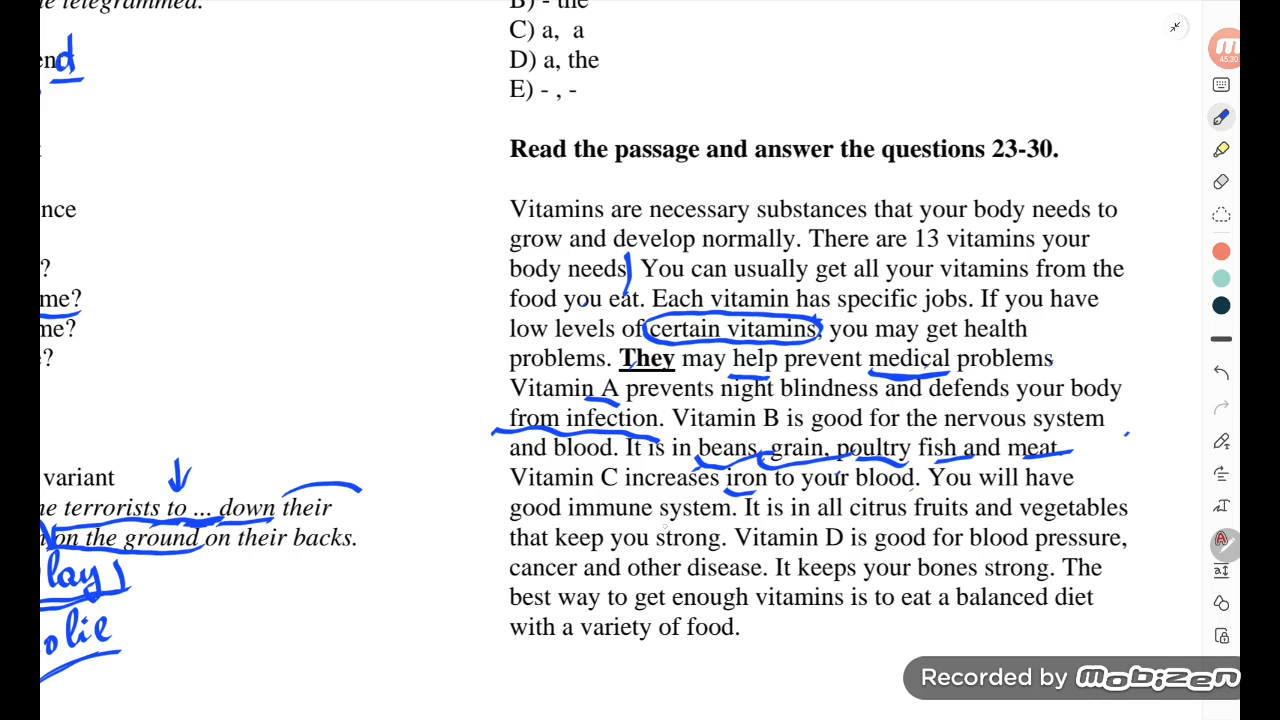 telegrammed.
d
nce
?
me?
me?
?
variant
terrorists to ... down their
on the ground on their backs.
lay
lie
B) - the
C) a, a
D) a, the
E) - , -
Read the passage and answer the questions 23-30.
Vitamins are necessary substances that your body needs to
grow and develop normally. There are 13 vitamins your
body needs. You can usually get all your vitamins from the
food you eat. Each vitamin has specific jobs. If you have
low levels of certain vitamins, you may get health
problems. They may help prevent medical problems
Vitamin A prevents night blindness and defends your body
from infection. Vitamin B is good for the nervous system
and blood. It is in beans, grain, poultry fish and meat.
Vitamin C increases iron to your blood. You will have
good immune system. It is in all citrus fruits and vegetables
that keep you strong. Vitamin D is good for blood pressure,
cancer and other disease. It keeps your bones strong. The
best way to get enough vitamins is to eat a balanced diet
with a variety of food.
45:30
Recorded by mobizen